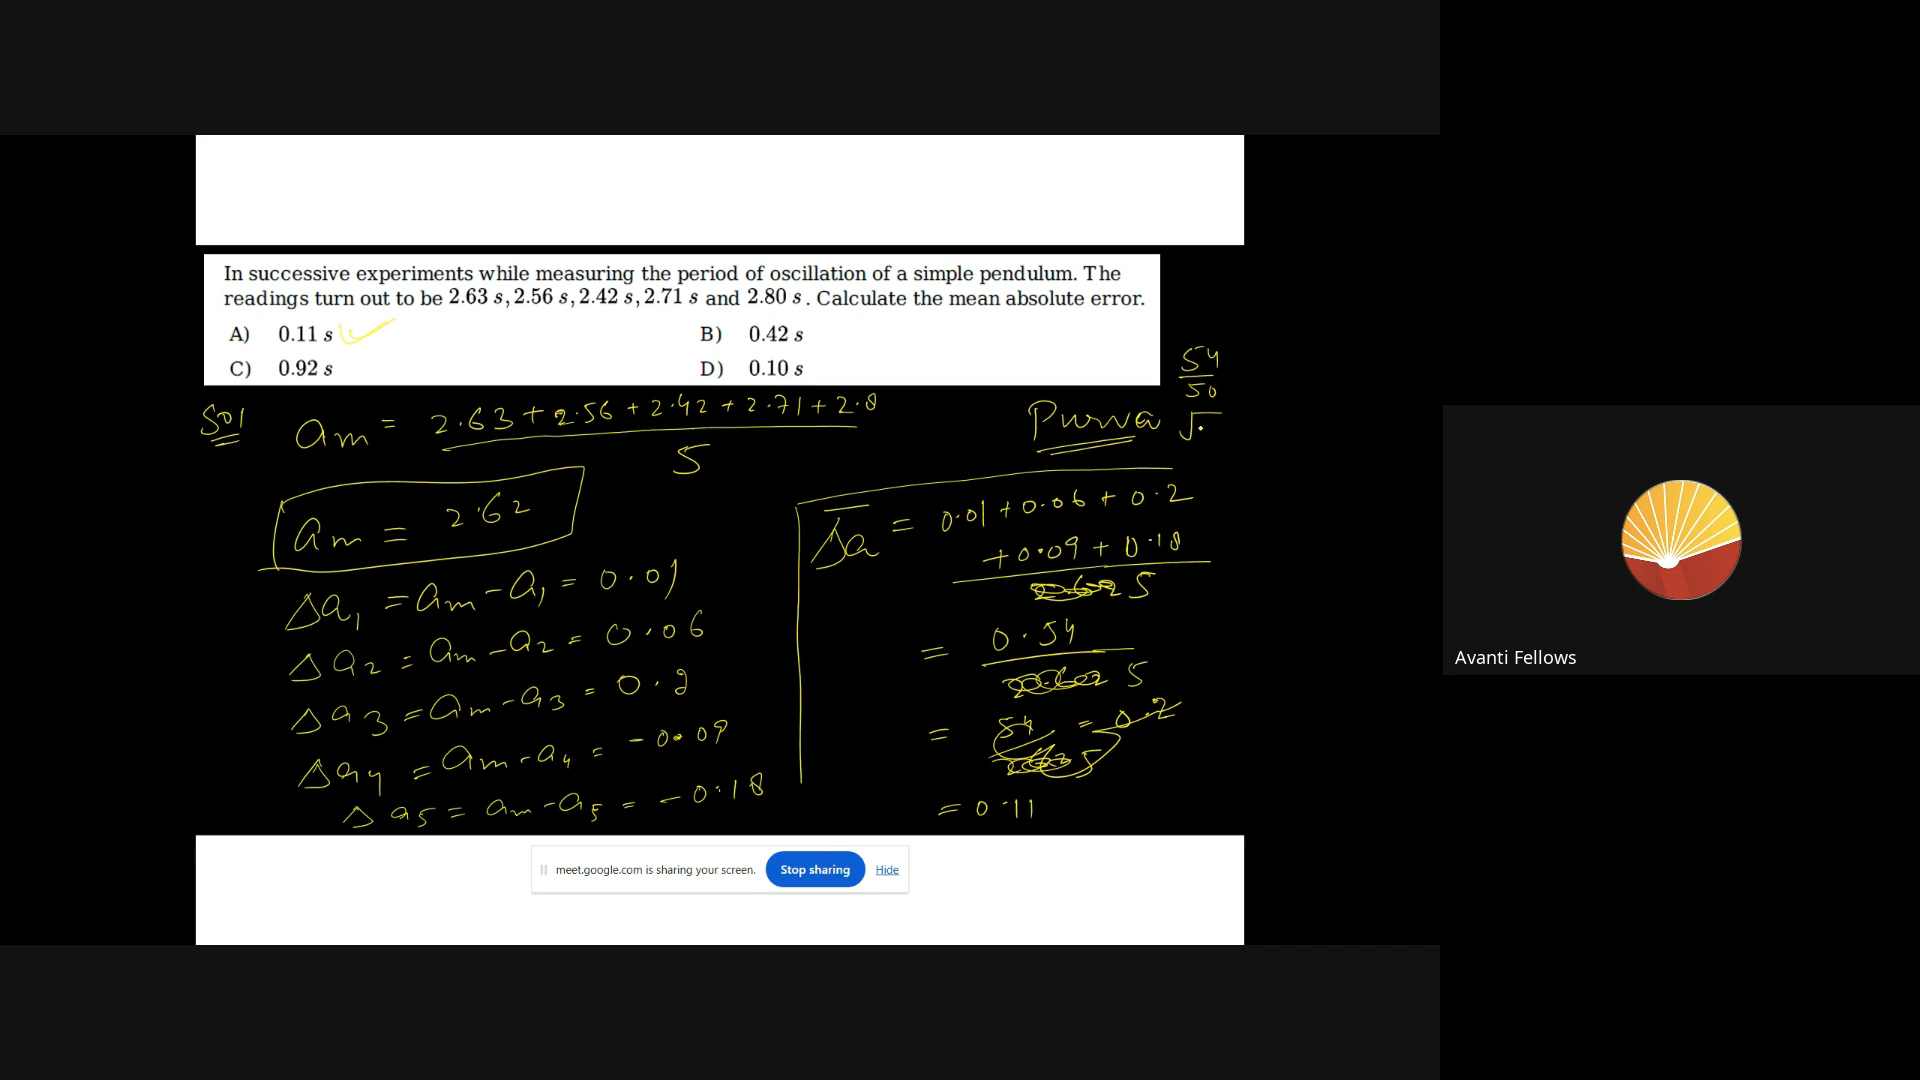 In successive experiments while measuring the period of oscillation of a simple pendulum. The
readings turn out to be 2.63 s, 2.56 s, 2.42 s, 2.71 s and 2.80 s. Calculate the mean absolute error.
A) 0.11 s
B) 0.42 s
C) 0.92 s
D) 0.10 s
54
50
Sol
am = 2.63 + 2.56 + 2.42 + 2.71 + 2.8
5
Purva
am = 2.62
Δa1 = am - a1 = 0.01
Δa2 = am - a2 = 0.06
Δa3 = am - a3 = 0.2
Δa4 = am - a4 = - 0.09
Δa5 = am - a5 = - 0.18
Δa = 0.01 + 0.06 + 0.2
+ 0.09 + 0.18
5
= 0.54
5
= 54 = 0.2
5
= 0.11
meet.google.com is sharing your screen. Stop sharing Hide
Avanti Fellows